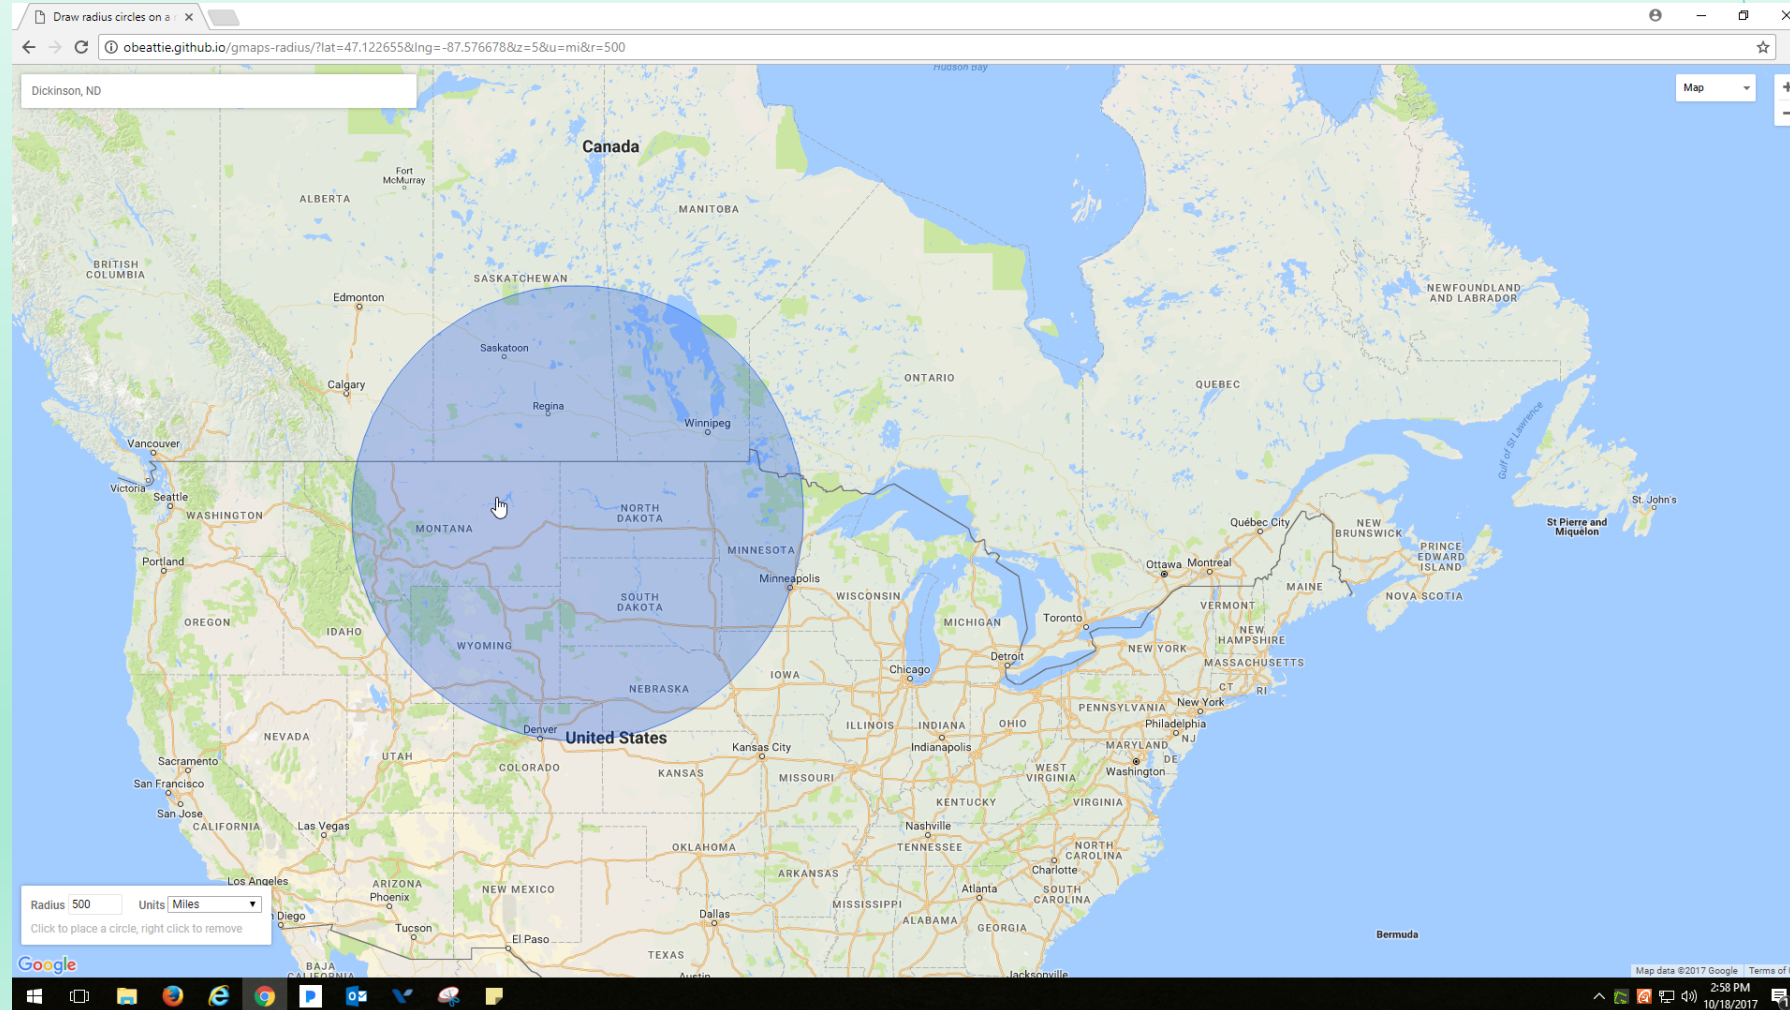 Draw radius circles on a
obeattie.github.io/gmaps-radius/?lat=47.122655&lng=-87.576678&z=5&u=mi&r=500
Hudson Bay
Dickinson, ND
Map
Canada
Fort
McMurray
ALBERTA
MANITOBA
BRITISH
COLUMBIA
SASKATCHEWAN
Edmonton
NEWFOUNDLAND
AND LABRADOR
Saskatoon
Calgary
ONTARIO
QUEBEC
Regina
Winnipeg
Gulf of St Lawrence
Vancouver
Victoria
Seattle
WASHINGTON
MONTANA
NORTH
DAKOTA
St. John's
St Pierre and
Miquelon
Québec City
NEW
BRUNSWICK
PRINCE
EDWARD
ISLAND
Portland
MINNESOTA
Minneapolis
Ottawa
Montreal
MAINE
NOVA SCOTIA
SOUTH
DAKOTA
WISCONSIN
VERMONT
OREGON
IDAHO
MICHIGAN
Toronto
NEW
HAMPSHIRE
WYOMING
NEW YORK
MASSACHUSETTS
Detroit
Chicago
IOWA
NEBRASKA
CT
RI
PENNSYLVANIA
New York
Philadelphia
NJ
ILLINOIS
INDIANA
OHIO
Denver
United States
NEVADA
UTAH
Kansas City
Indianapolis
MARYLAND
DE
Sacramento
COLORADO
KANSAS
MISSOURI
WEST
VIRGINIA
Washington
San Francisco
San Jose
KENTUCKY
VIRGINIA
CALIFORNIA
Las Vegas
Nashville
OKLAHOMA
TENNESSEE
NORTH
CAROLINA
Charlotte
ARKANSAS
Los Angeles
ARIZONA
Phoenix
NEW MEXICO
Atlanta
SOUTH
CAROLINA
MISSISSIPPI
Radius 500 Units Miles
Click to place a circle, right click to remove
Diego
Tucson
Dallas
ALABAMA
GEORGIA
El Paso
TEXAS
Bermuda
BAJA
CALIFORNIA
Austin
Jacksonville
Google
Map data ©2017 Google Terms of
2:58 PM
10/18/2017